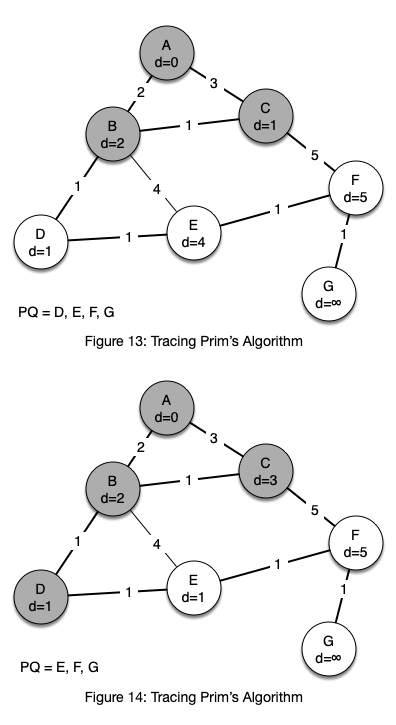 A
d=0
2
3
C
d=1
B
d=2
1
5
F
d=5
1
4
1
D
d=1
1
E
d=4
1
G
d=∞
PQ = D, E, F, G
Figure 13: Tracing Prim's Algorithm
A
d=0
2
3
C
d=3
B
d=2
1
5
F
d=5
1
4
1
D
d=1
1
E
d=1
1
G
d=∞
PQ = E, F, G
Figure 14: Tracing Prim's Algorithm